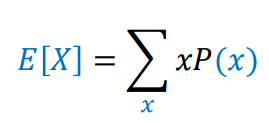 E[X] = ∑ₓ xP(x)